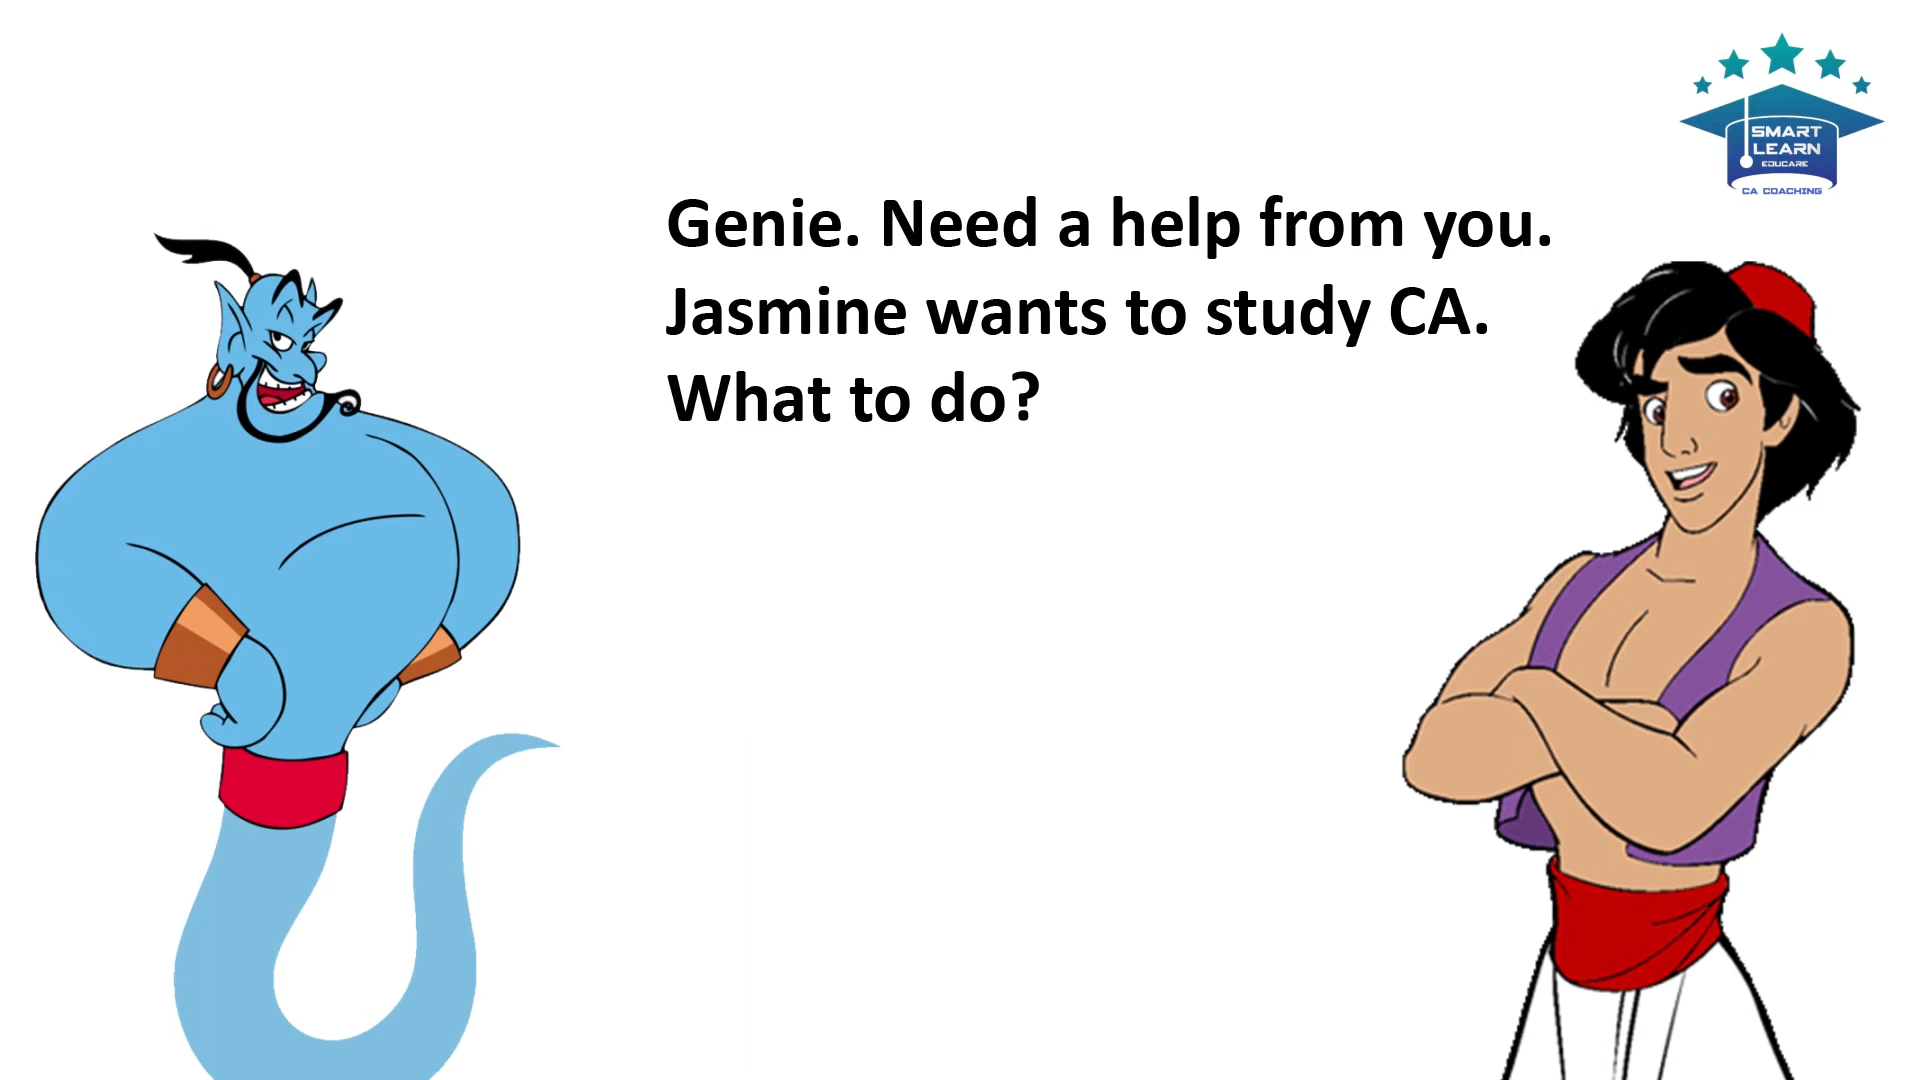 SMART
LEARN
EDUCARE
CA COACHING
Genie. Need a help from you.
Jasmine wants to study CA.
What to do?